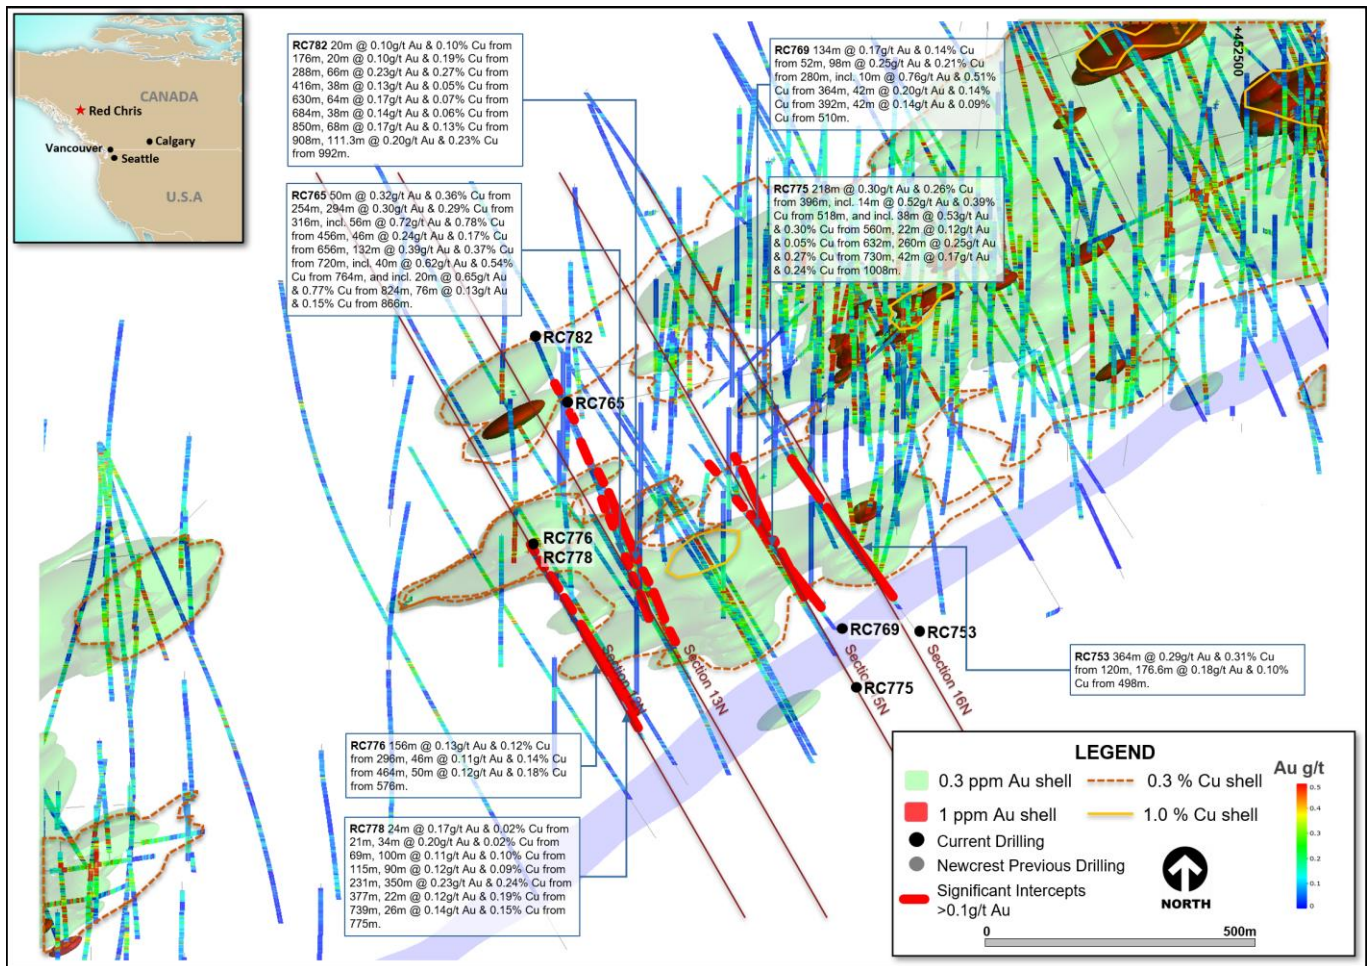 CANADA
Red Chris
Vancouver
Calgary
Seattle
U.S.A
RC782 20m @ 0.10g/t Au & 0.10% Cu from
176m, 20m @ 0.10g/t Au & 0.19% Cu from
288m, 66m @ 0.23g/t Au & 0.27% Cu from
416m, 38m @ 0.13g/t Au & 0.05% Cu from
630m, 64m @ 0.17g/t Au & 0.07% Cu from
684m, 38m @ 0.14g/t Au & 0.06% Cu from
850m, 68m @ 0.17g/t Au & 0.13% Cu from
908m, 111.3m @ 0.20g/t Au & 0.23% Cu
from 992m.
RC769 134m @ 0.17g/t Au & 0.14% Cu
from 52m, 98m @ 0.25g/t Au & 0.21% Cu
from 280m, incl. 10m @ 0.76g/t Au & 0.51%
Cu from 364m, 42m @ 0.20g/t Au & 0.14%
Cu from 392m, 42m @ 0.14g/t Au & 0.09%
Cu from 510m.
+452500
RC765 50m @ 0.32g/t Au & 0.36% Cu from
254m, 294m @ 0.30g/t Au & 0.29% Cu from
316m, incl. 56m @ 0.72g/t Au & 0.78% Cu
from 456m, 46m @ 0.24g/t Au & 0.17% Cu
from 656m, 132m @ 0.39g/t Au & 0.37% Cu
from 720m, incl, 40m @ 0.62g/t Au & 0.54%
Cu from 764m, and incl. 20m @ 0.65g/t Au
& 0.77% Cu from 824m, 76m @ 0.13g/t Au
& 0.15% Cu from 866m.
RC775 218m @ 0.30g/t Au & 0.26% Cu
from 396m, incl. 14m @ 0.52g/t Au & 0.39%
Cu from 518m, and incl. 38m @ 0.53g/t Au
& 0.30% Cu from 560m, 22m @ 0.12g/t Au
& 0.05% Cu from 632m, 260m @ 0.25g/t Au
& 0.27% Cu from 730m, 42m @ 0.17g/t Au
& 0.24% Cu from 1008m.
RC782
RC765
RC776
RC778
RC769
RC753
RC775
Section 12N
Section 13N
Section 15N
Section 16N
RC753 364m @ 0.29g/t Au & 0.31% Cu
from 120m, 176.6m @ 0.18g/t Au & 0.10%
Cu from 498m.
RC776 156m @ 0.13g/t Au & 0.12% Cu
from 296m, 46m @ 0.11g/t Au & 0.14% Cu
from 464m, 50m @ 0.12g/t Au & 0.18% Cu
from 576m.
RC778 24m @ 0.17g/t Au & 0.02% Cu from
21m, 34m @ 0.20g/t Au & 0.02% Cu from
69m, 100m @ 0.11g/t Au & 0.10% Cu from
115m, 90m @ 0.12g/t Au & 0.09% Cu from
231m, 350m @ 0.23g/t Au & 0.24% Cu from
377m, 22m @ 0.12g/t Au & 0.19% Cu from
739m, 26m @ 0.14g/t Au & 0.15% Cu from
775m.
LEGEND
0.3 ppm Au shell
0.3 % Cu shell
1 ppm Au shell
1.0 % Cu shell
Current Drilling
Newcrest Previous Drilling
Significant Intercepts
>0.1g/t Au
NORTH
Au g/t
0.5
0.4
0.3
0.2
0.1
0
0
500m